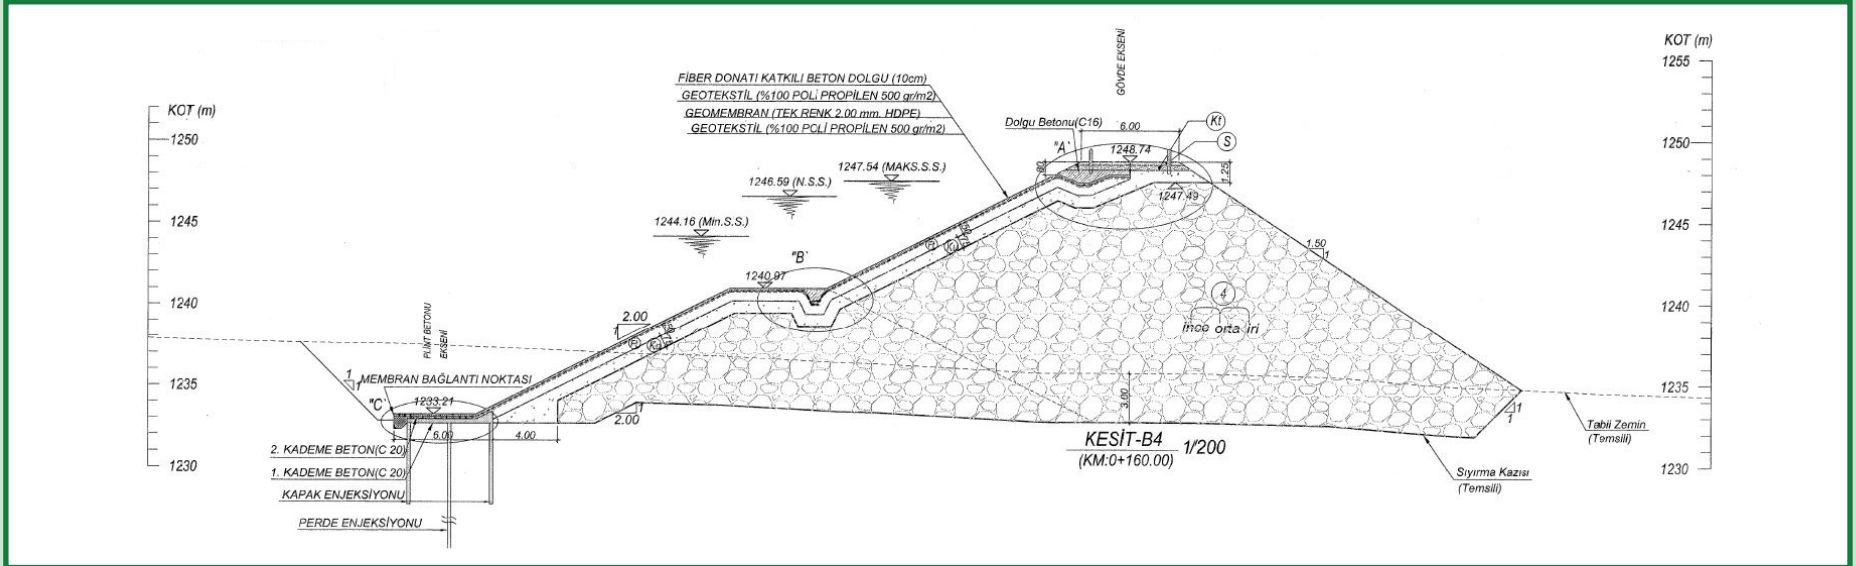 KOT (m)
1250
1245
1240
1235
1230
FİBER DONATI KATKILI BETON DOLGU (10cm)
GEOTEKSTİL (%100 POLİ PROPİLEN 500 gr/m2)
GEOMEMBRAN (TEK RENK 2.00 mm. HDPE)
GEOTEKSTİL (%100 POLİ PROPİLEN 500 gr/m2)
GÖVDE EKSENİ
Dolgu Betonu(C16)
6.00
Kt
S
"A"
1248.74
80
1.25
1247.49
1247.54 (MAKS.S.S.)
1246.59 (N.S.S.)
1244.16 (Min.S.S.)
"B"
1240.97
R
1.50
1
2.00
1
R
4
ince orta iri
PLİNT BETONU
EKSENİ
1
1
MEMBRAN BAĞLANTI NOKTASI
"C"
1233.21
6.00
4.00
2.00
1
3.00
1
1
2. KADEME BETON(C 20)
1. KADEME BETON(C 20)
KAPAK ENJEKSİYONU
PERDE ENJEKSİYONU
KESİT-B4 1/200
(KM:0+160.00)
Tabii Zemin
(Temsili)
Sıyırma Kazısı
(Temsili)
KOT (m)
1255
1250
1245
1240
1235
1230